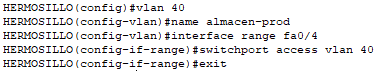 HERMOSILLO(config)#vlan 40
HERMOSILLO(config-vlan)#name almacen-prod
HERMOSILLO(config-vlan)#interface range fa0/4
HERMOSILLO(config-if-range)#switchport access vlan 40
HERMOSILLO(config-if-range)#exit